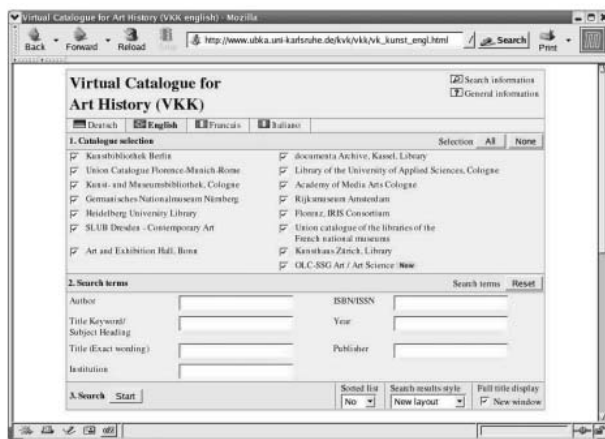 Virtual Catalogue for Art History (VKK english) - Mozilla
Back Forward Reload http://www.ubka.uni-karlsruhe.de/kvk/vkk/vk_kunst_engl.html Search Print
Virtual Catalogue for
Art History (VKK)
Search information
General information
Deutsch English Francais Italiano
1. Catalogue selection Selection All None
Kunstbibliothek Berlin documenta Archive, Kassel, Library
Union Catalogue Florence-Munich-Rome Library of the University of Applied Sciences, Cologne
Kunst- und Museumsbibliothek, Cologne Academy of Media Arts Cologne
Germanisches Nationalmuseum Nürnberg Rijksmuseum Amsterdam
Heidelberg University Library Florenz, IRIS Consortium
SLUB Dresden - Contemporary Art Union catalogue of the libraries of the
French national museums
Art and Exhibition Hall, Bonn Kunsthaus Zürich, Library
OLC-SSG Art / Art Science New
2. Search terms Search terms Reset
Author ISBN/ISSN
Title Keyword/ Year
Subject Heading
Title (Exact wording) Publisher
Institution
3. Search Start Sorted list Search results style Full title display
No New layout New window